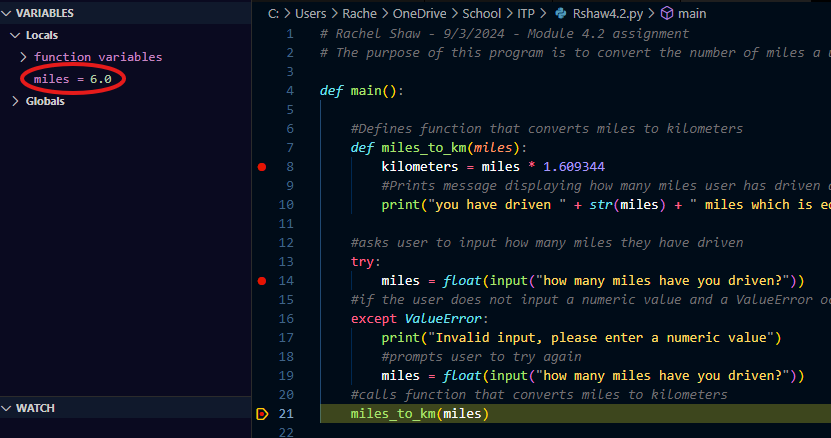 VARIABLES
Locals
function variables
miles = 6.0
Globals
WATCH
C: > Users > Rache > OneDrive > School > ITP > Rshaw4.2.py > main
1 # Rachel Shaw - 9/3/2024 - Module 4.2 assignment
2 # The purpose of this program is to convert the number of miles a
3
4 def main():
5
6 #Defines function that converts miles to kilometers
7 def miles_to_km(miles):
8 kilometers = miles * 1.609344
9 #Prints message displaying how many miles user has driven
10 print("you have driven " + str(miles) + " miles which is
11
12 #asks user to input how many miles they have driven
13 try:
14 miles = float(input("how many miles have you driven?"))
15 #if the user does not input a numeric value and a ValueError
16 except ValueError:
17 print("Invalid input, please enter a numeric value")
18 #prompts user to try again
19 miles = float(input("how many miles have you driven?"))
20 #calls function that converts miles to kilometers
21 miles_to_km(miles)
22